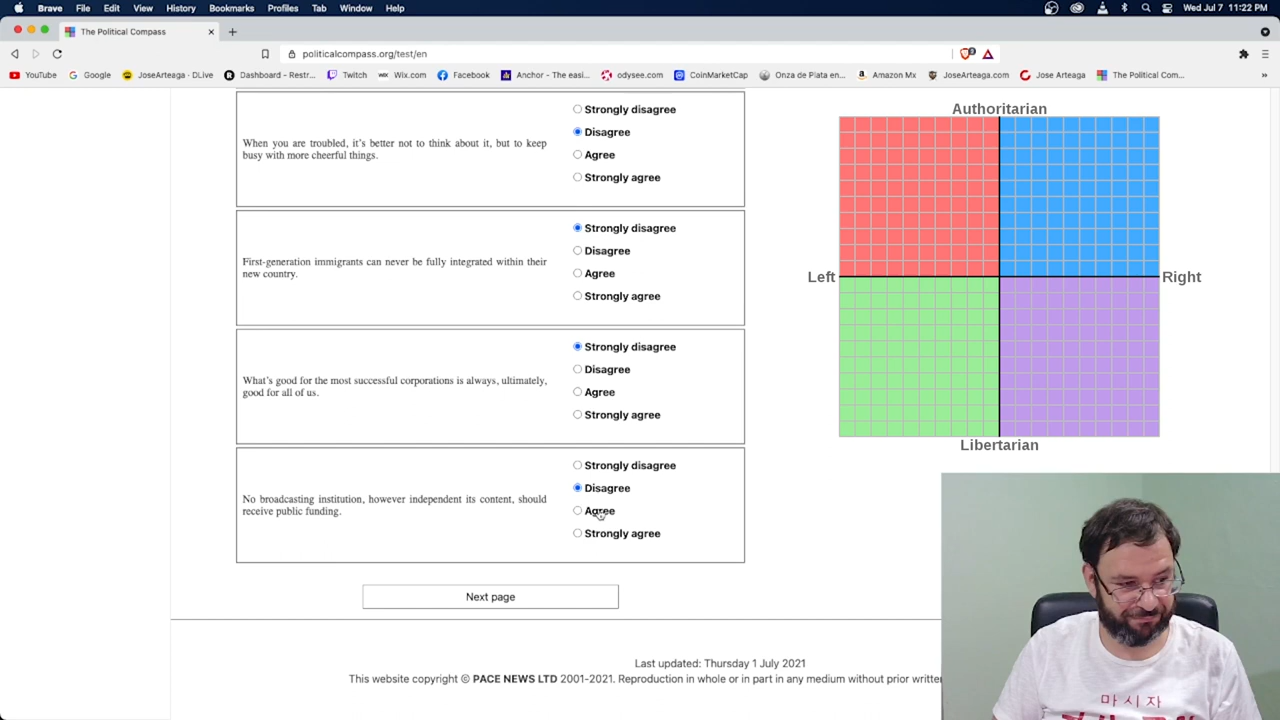 Brave File Edit View History Bookmarks Profiles Tab Window Help Wed Jul 7 11:22 PM
The Political Compass
politicalcompass.org/test/en
YouTube Google JoseArteaga - DLive Dashboard - Restr... Twitch Wix.com Facebook Anchor - The easi... odysee.com CoinMarketCap Onza de Plata en... Amazon Mx JoseArteaga.com Jose Arteaga The Political Com... »
When you are troubled, it's better not to think about it, but to keep
busy with more cheerful things.
Strongly disagree
Disagree
Agree
Strongly agree
First-generation immigrants can never be fully integrated within their
new country.
Strongly disagree
Disagree
Agree
Strongly agree
What's good for the most successful corporations is always, ultimately,
good for all of us.
Strongly disagree
Disagree
Agree
Strongly agree
No broadcasting institution, however independent its content, should
receive public funding.
Strongly disagree
Disagree
Agree
Strongly agree
Next page
Authoritarian
Left
Right
Libertarian
Last updated: Thursday 1 July 2021
This website copyright © PACE NEWS LTD 2001-2021. Reproduction in whole or in part in any medium without prior written
마시자